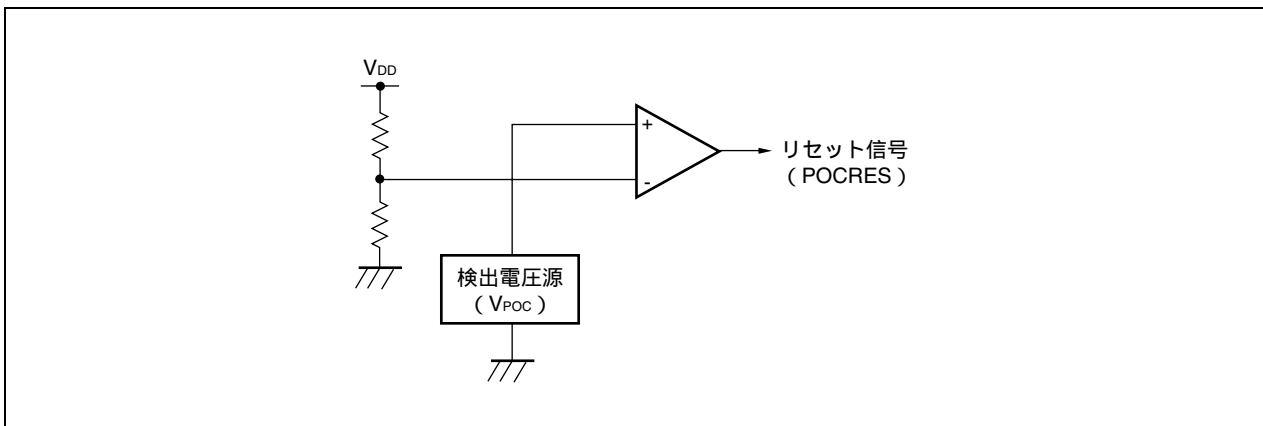 VDD
+
リセット信号
（POCRES）
-
検出電圧源
（VPOC）